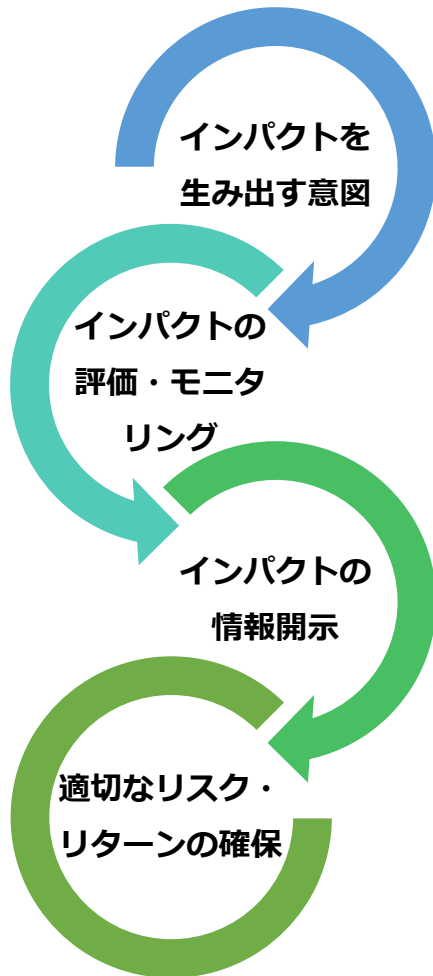 インパクトを
生み出す意図
インパクトの
評価・モニタ
リング
インパクトの
情報開示
適切なリスク・
リターンの確保